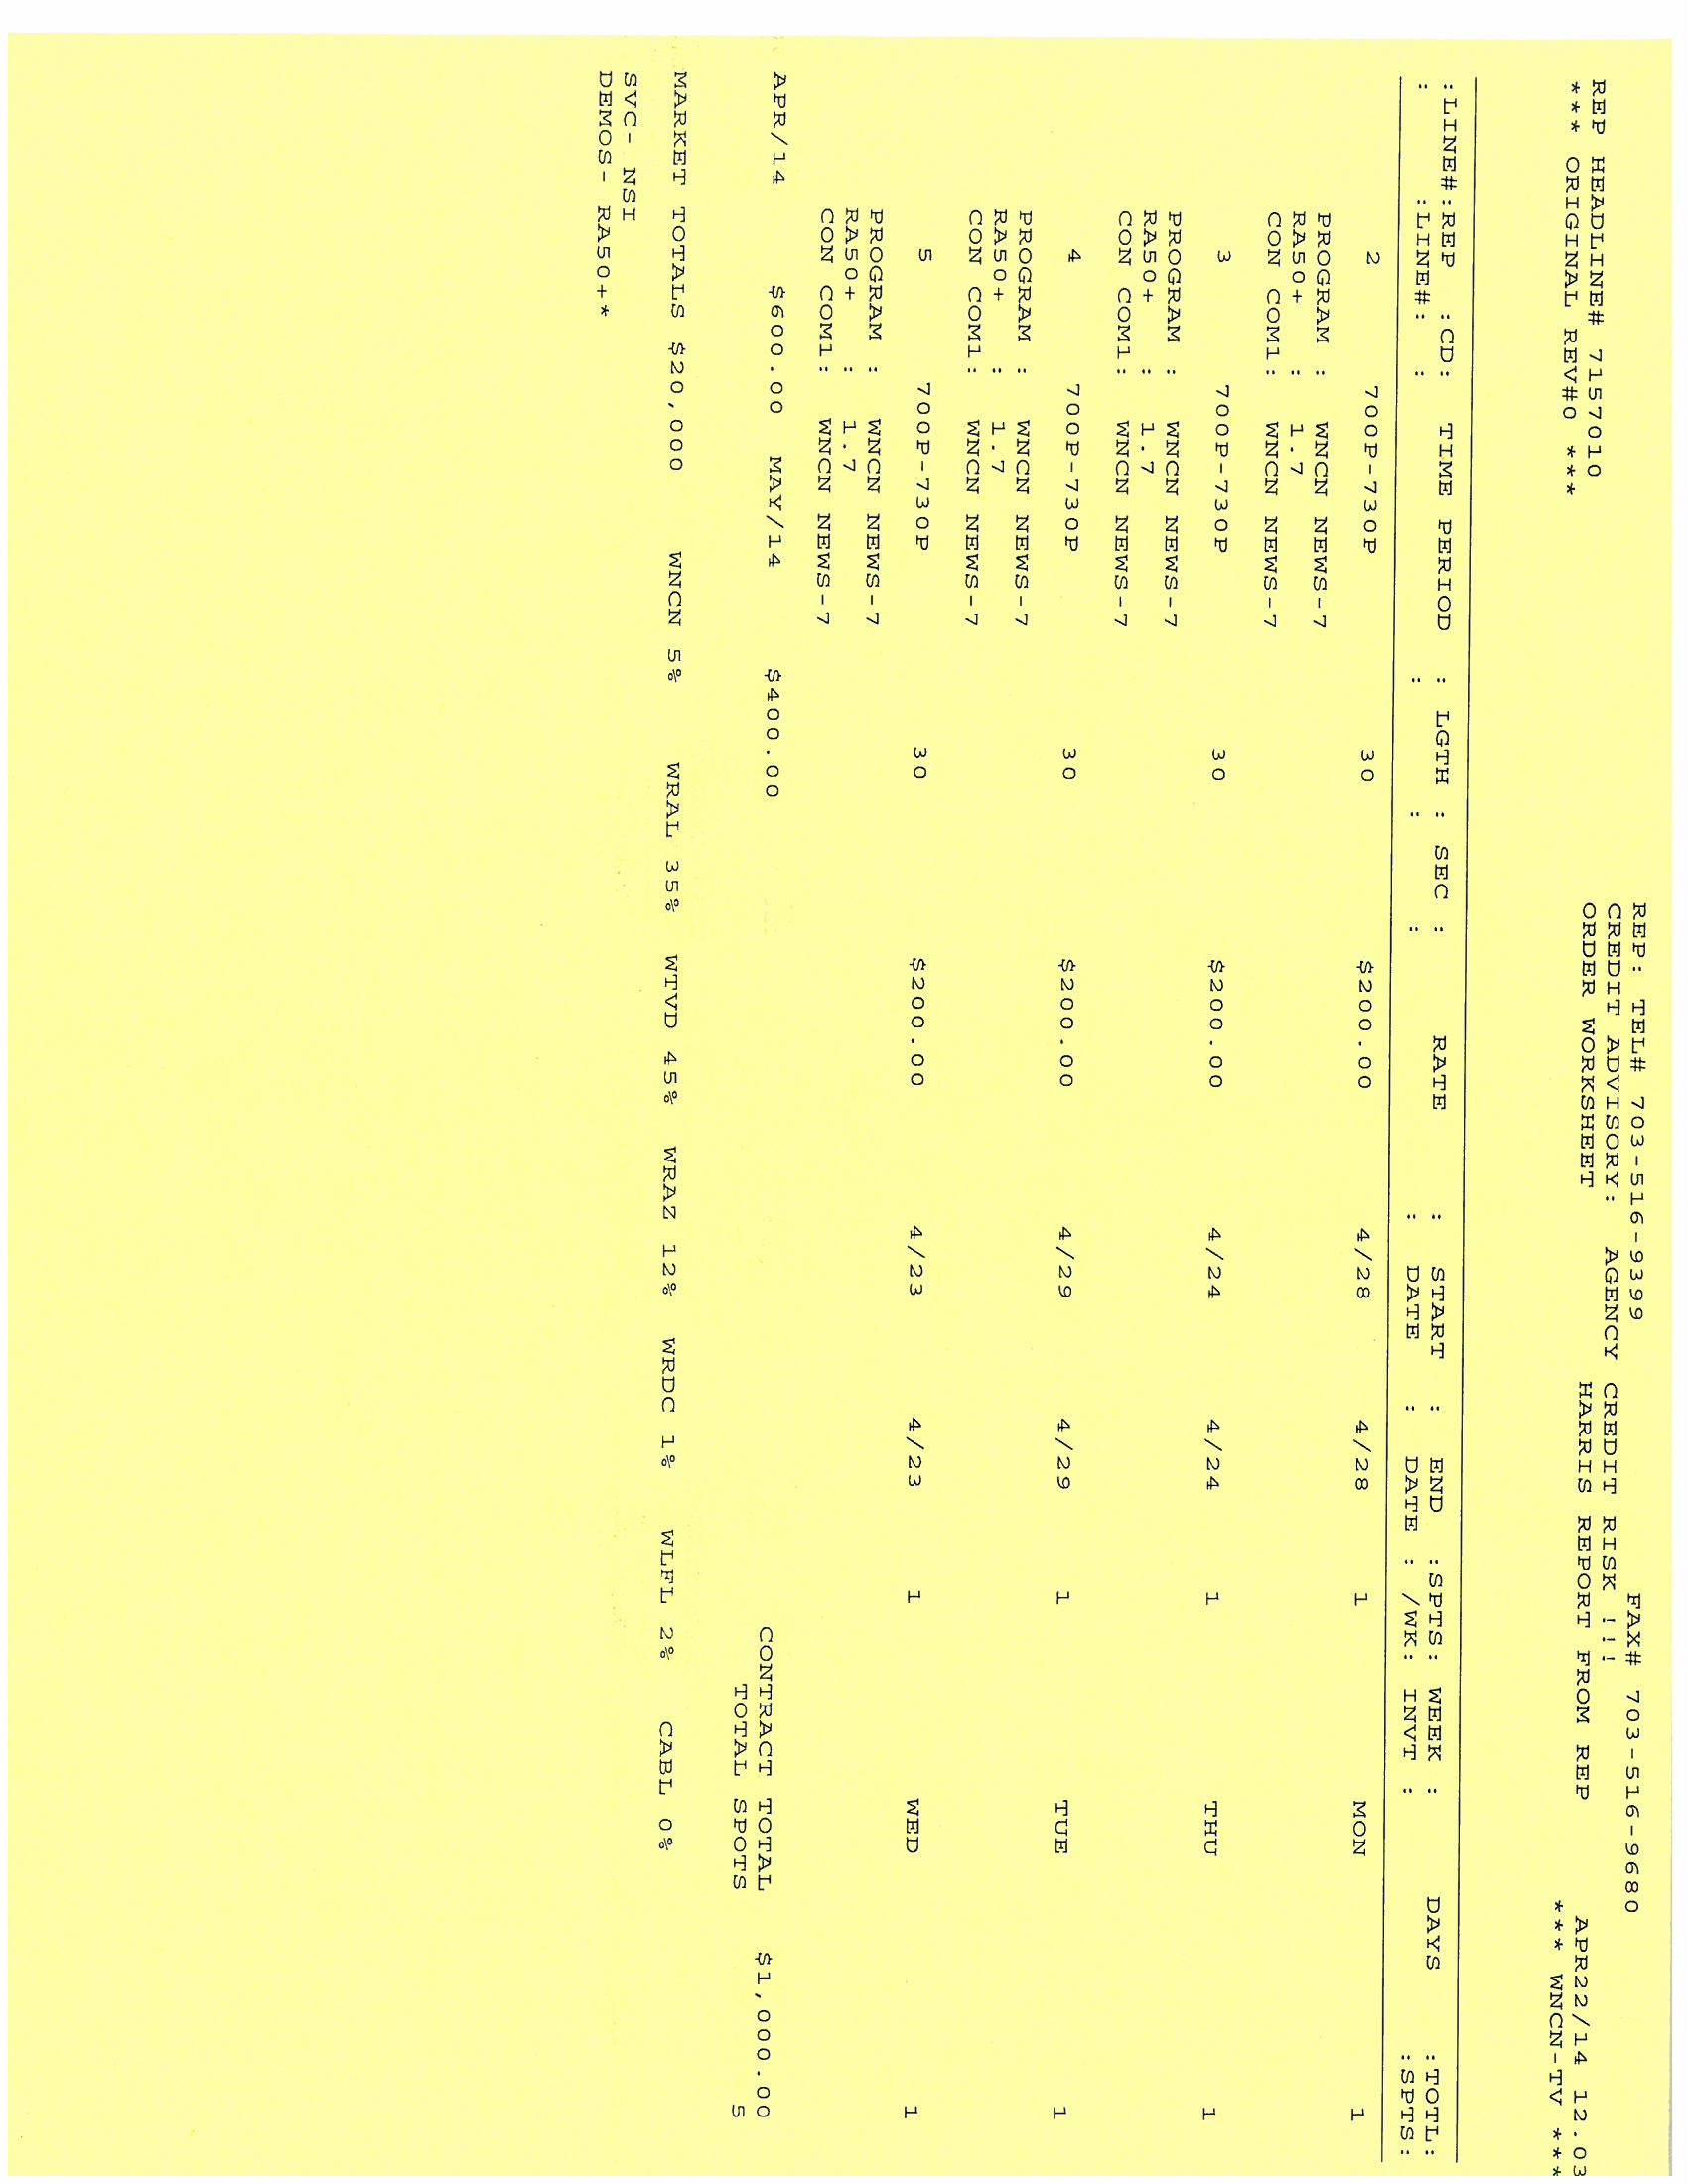 REP: TEL# 703-516-9399 FAX# 703-516-9680
CREDIT ADVISORY: AGENCY CREDIT RISK !!!
REP HEADLINE# 7157010 ORDER WORKSHEET HARRIS REPORT FROM REP APR22/14 12.03
*** ORIGINAL REV#0 *** *** WNCN-TV ***
:LINE#:REP :CD: TIME PERIOD : LGTH : SEC : RATE : START : END :SPTS: WEEK : DAYS :TOTL:
: :LINE#: : : : : : DATE : DATE : /WK: INVT : :SPTS:
2 700P-730P 30 $200.00 4/28 4/28 1 MON 1
PROGRAM : WNCN NEWS-7
RA50+ : 1.7
CON COM1: WNCN NEWS-7
3 700P-730P 30 $200.00 4/24 4/24 1 THU 1
PROGRAM : WNCN NEWS-7
RA50+ : 1.7
CON COM1: WNCN NEWS-7
4 700P-730P 30 $200.00 4/29 4/29 1 TUE 1
PROGRAM : WNCN NEWS-7
RA50+ : 1.7
CON COM1: WNCN NEWS-7
5 700P-730P 30 $200.00 4/23 4/23 1 WED 1
PROGRAM : WNCN NEWS-7
RA50+ : 1.7
CON COM1: WNCN NEWS-7
APR/14 $600.00 MAY/14 $400.00 CONTRACT TOTAL $1,000.00
TOTAL SPOTS 5
MARKET TOTALS $20,000 WNCN 5% WRAL 35% WTVD 45% WRAZ 12% WRDC 1% WLFL 2% CABL 0%
SVC- NSI
DEMOS- RA50+*